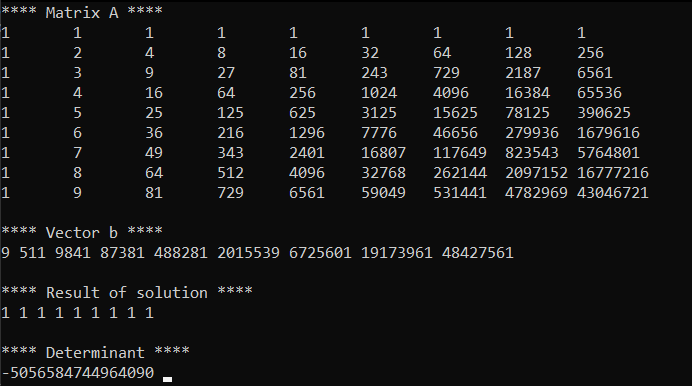 **** Matrix A ****
1 1 1 1 1 1 1 1 1
1 2 4 8 16 32 64 128 256
1 3 9 27 81 243 729 2187 6561
1 4 16 64 256 1024 4096 16384 65536
1 5 25 125 625 3125 15625 78125 390625
1 6 36 216 1296 7776 46656 279936 1679616
1 7 49 343 2401 16807 117649 823543 5764801
1 8 64 512 4096 32768 262144 2097152 16777216
1 9 81 729 6561 59049 531441 4782969 43046721
**** Vector b ****
9 511 9841 87381 488281 2015539 6725601 19173961 48427561
**** Result of solution ****
1 1 1 1 1 1 1 1 1
**** Determinant ****
-5056584744964090